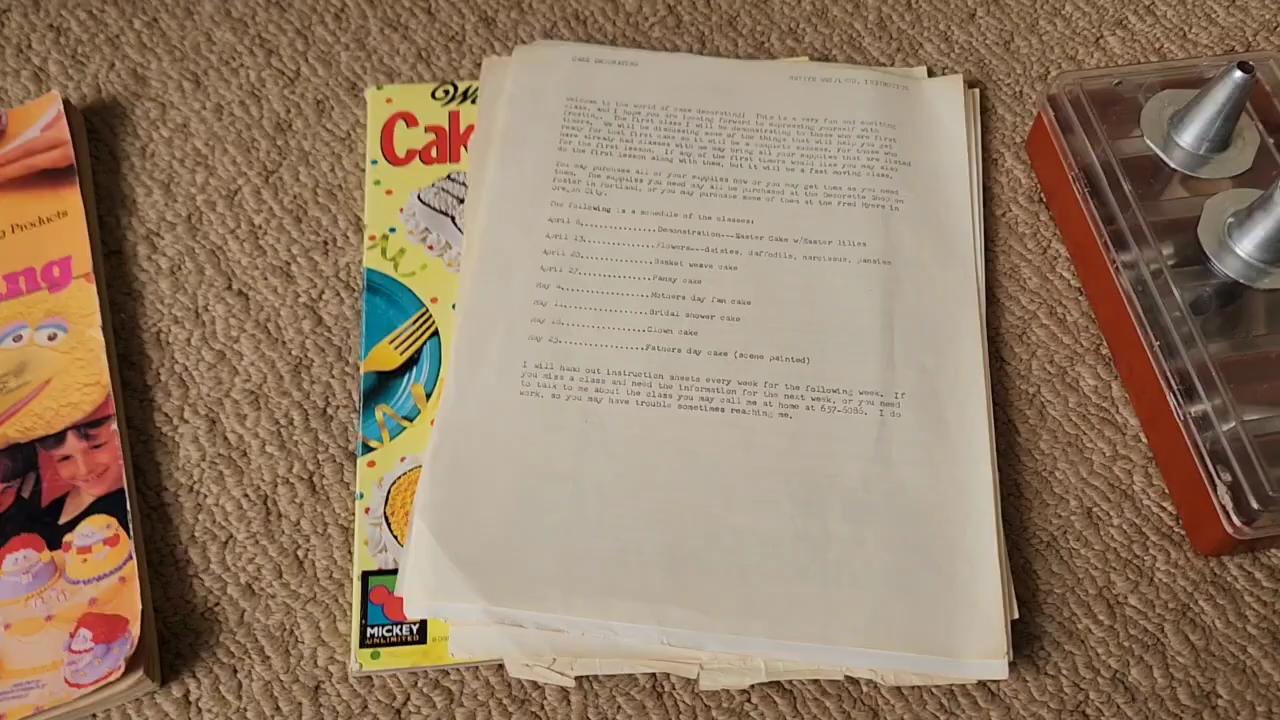 Products
ing
Cak
MICKEY
UNLIMITED
CAKE DECORATING
Welcome to the world of cake decorating! This is a very fun and exciting
class, and I hope you are looking forward to expressing yourself with
frosting. The first class I will be demonstrating to those who are first
timers. We will be discussing some of the things that will help you get
ready for that first cake so it will be a complete success. For those who
have already had classes with me may bring all your supplies that are listed
for the first lesson. If any of the first timers would like you may also
do the first lesson along with them, but it will be a fast moving class.
You may purchase all of your supplies now or you may get them as you need
them. The supplies you need may all be purchased at the Decorette Shop on
Foster in Portland, or you may purchase some of them at the Fred Myers in
Oregon City.
The following is a schedule of the classes:
April 6..............Demonstration---Easter Cake w/Easter lilies
April 13..............Flowers---daisies, daffodils, narcissus, pansies
April 20..............Basket weave cake
April 27..............Pansy cake
May 4................Mothers day fan cake
May 11................Bridal shower cake
May 18................Clown cake
May 25................Fathers day cake (scene painted)
I will hand out instruction sheets every week for the following week. If
you miss a class and need the information for the next week, or you need
to talk to me about the class you may call me at home at 657-6086. I do
work, so you may have trouble sometimes reaching me.